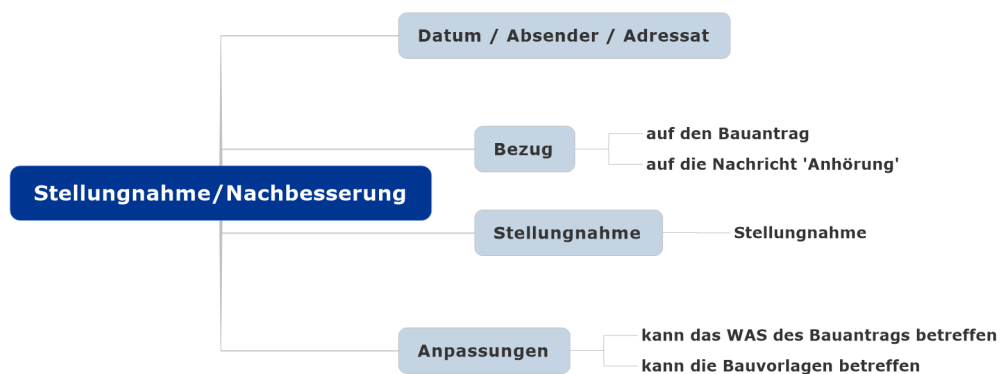 Stellungnahme/Nachbesserung
Datum / Absender / Adressat
Bezug
auf den Bauantrag
auf die Nachricht 'Anhörung'
Stellungnahme
Stellungnahme
Anpassungen
kann das WAS des Bauantrags betreffen
kann die Bauvorlagen betreffen